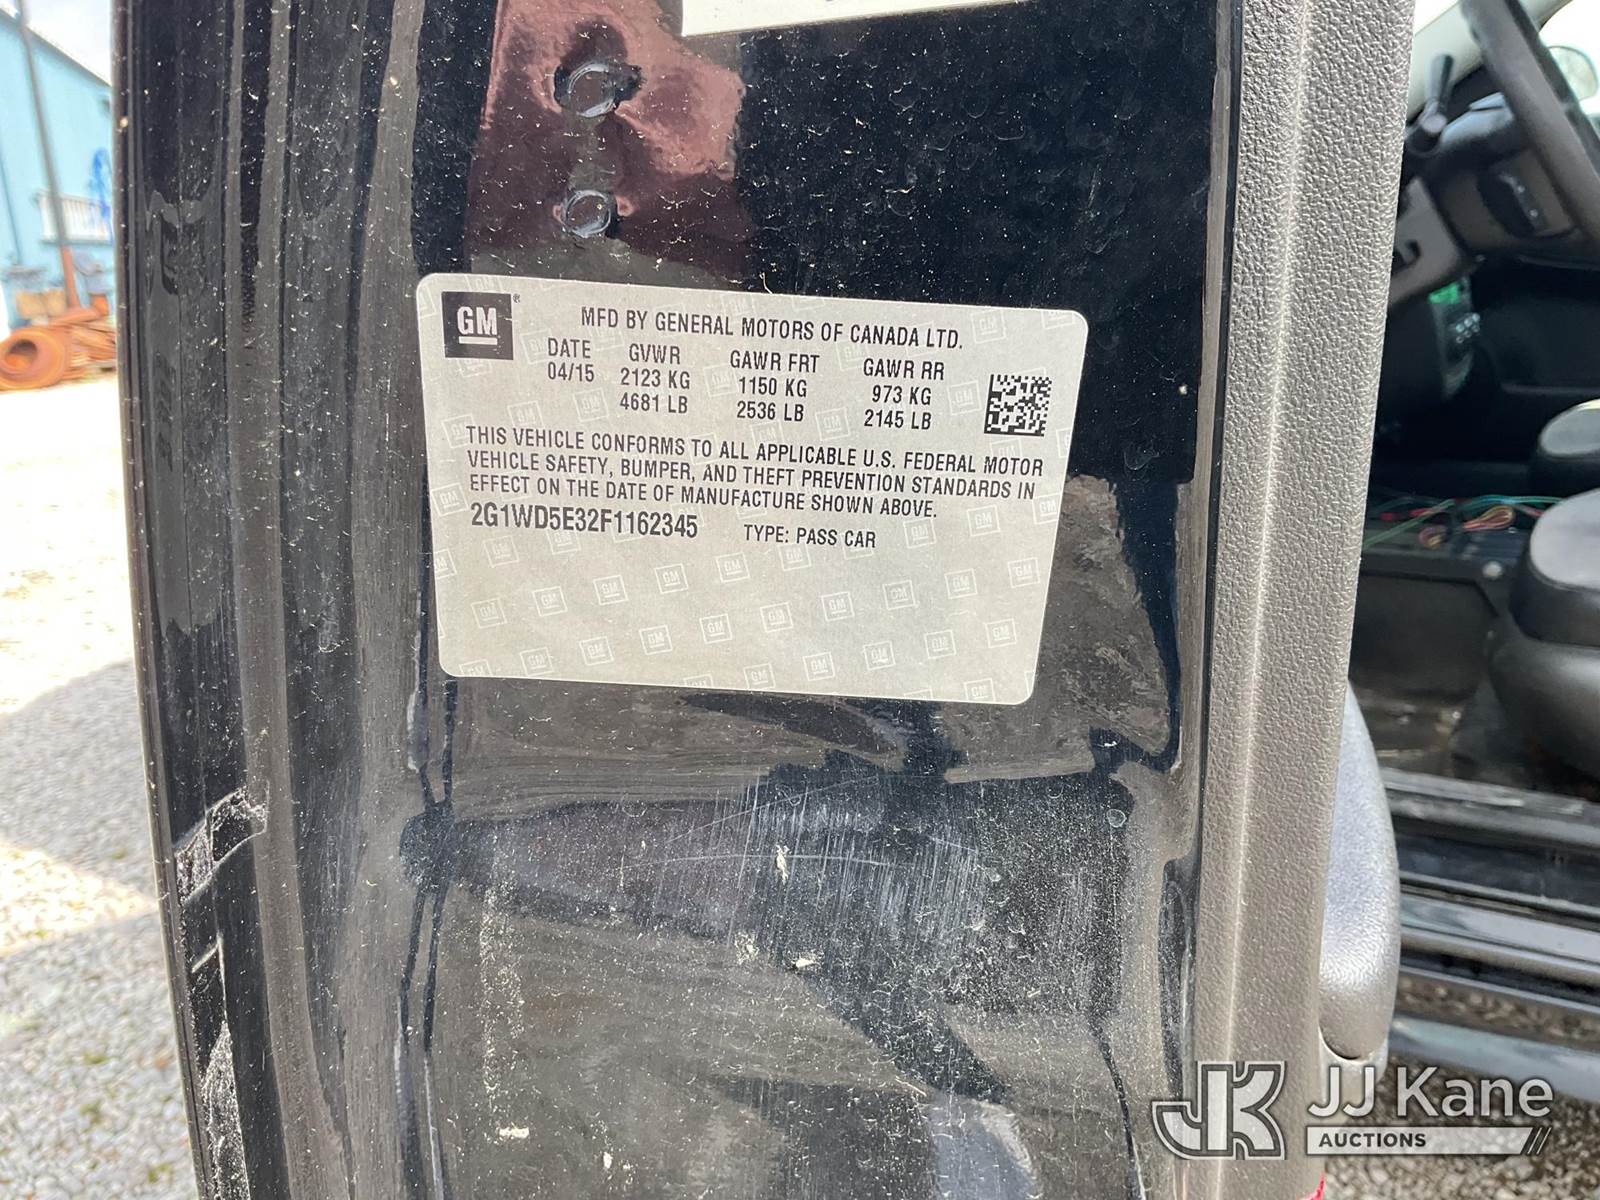 GM
MFD BY GENERAL MOTORS OF CANADA LTD.
DATE GVWR GAWR FRT GAWR RR
04/15 2123 KG 1150 KG 973 KG
4681 LB 2536 LB 2145 LB
THIS VEHICLE CONFORMS TO ALL APPLICABLE U.S. FEDERAL MOTOR
VEHICLE SAFETY, BUMPER, AND THEFT PREVENTION STANDARDS IN
EFFECT ON THE DATE OF MANUFACTURE SHOWN ABOVE.
2G1WD5E32F1162345 TYPE: PASS CAR
JK JJ Kane
AUCTIONS